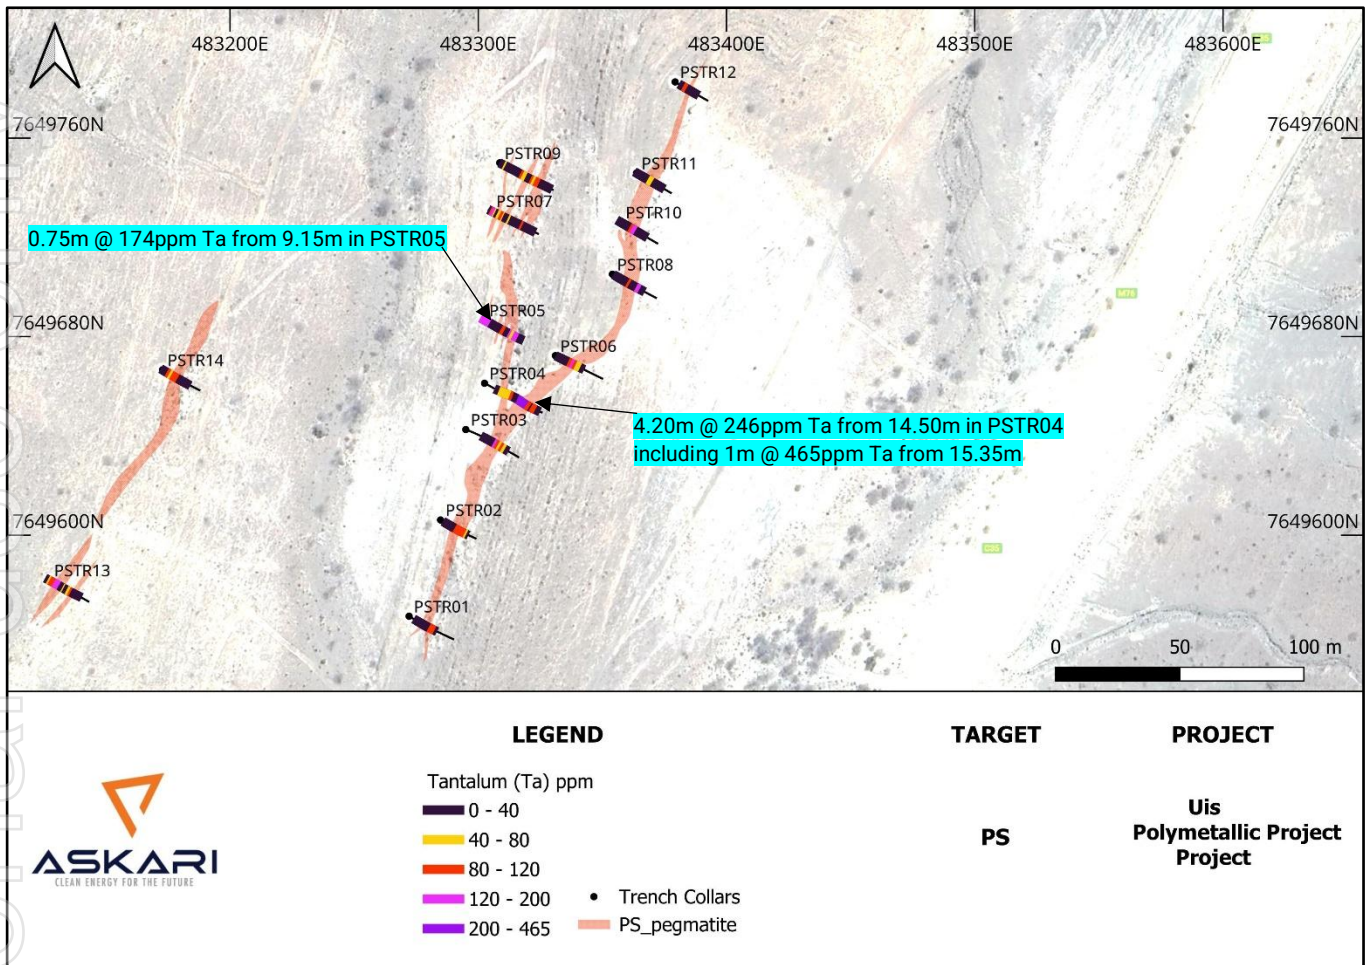 483200E
483300E
483400E
483500E
483600E
PSTR12
7649760N
7649760N
PSTR09
PSTR11
PSTR07
PSTR10
0.75m @ 174ppm Ta from 9.15m in PSTR05
PSTR08
M76
PSTR05
7649680N
7649680N
PSTR06
PSTR14
PSTR04
PSTR03
4.20m @ 246ppm Ta from 14.50m in PSTR04
including 1m @ 465ppm Ta from 15.35m
PSTR02
7649600N
7649600N
PSTR13
PSTR01
0 50 100 m
LEGEND
TARGET
PROJECT
Tantalum (Ta) ppm
0 - 40
40 - 80
80 - 120
120 - 200
200 - 465
Trench Collars
PS_pegmatite
PS
Uis
Polymetallic Project
Project
ASKARI
CLEAN ENERGY FOR THE FUTURE